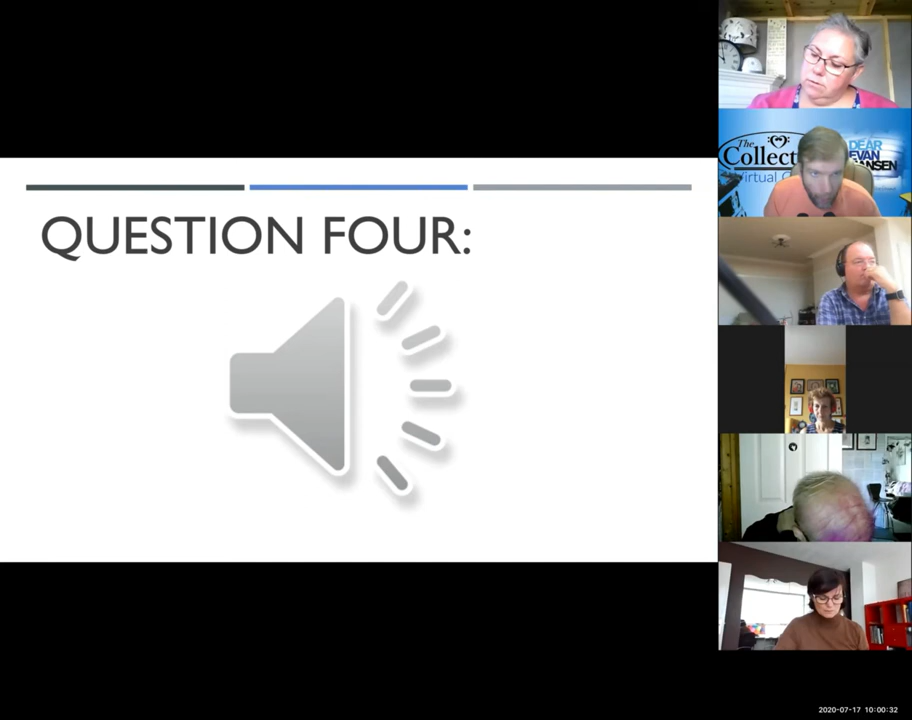 QUESTION FOUR:
The
Collect
Virtual
DEAR
EVAN
HANSEN
2020-07-17 10:00:32